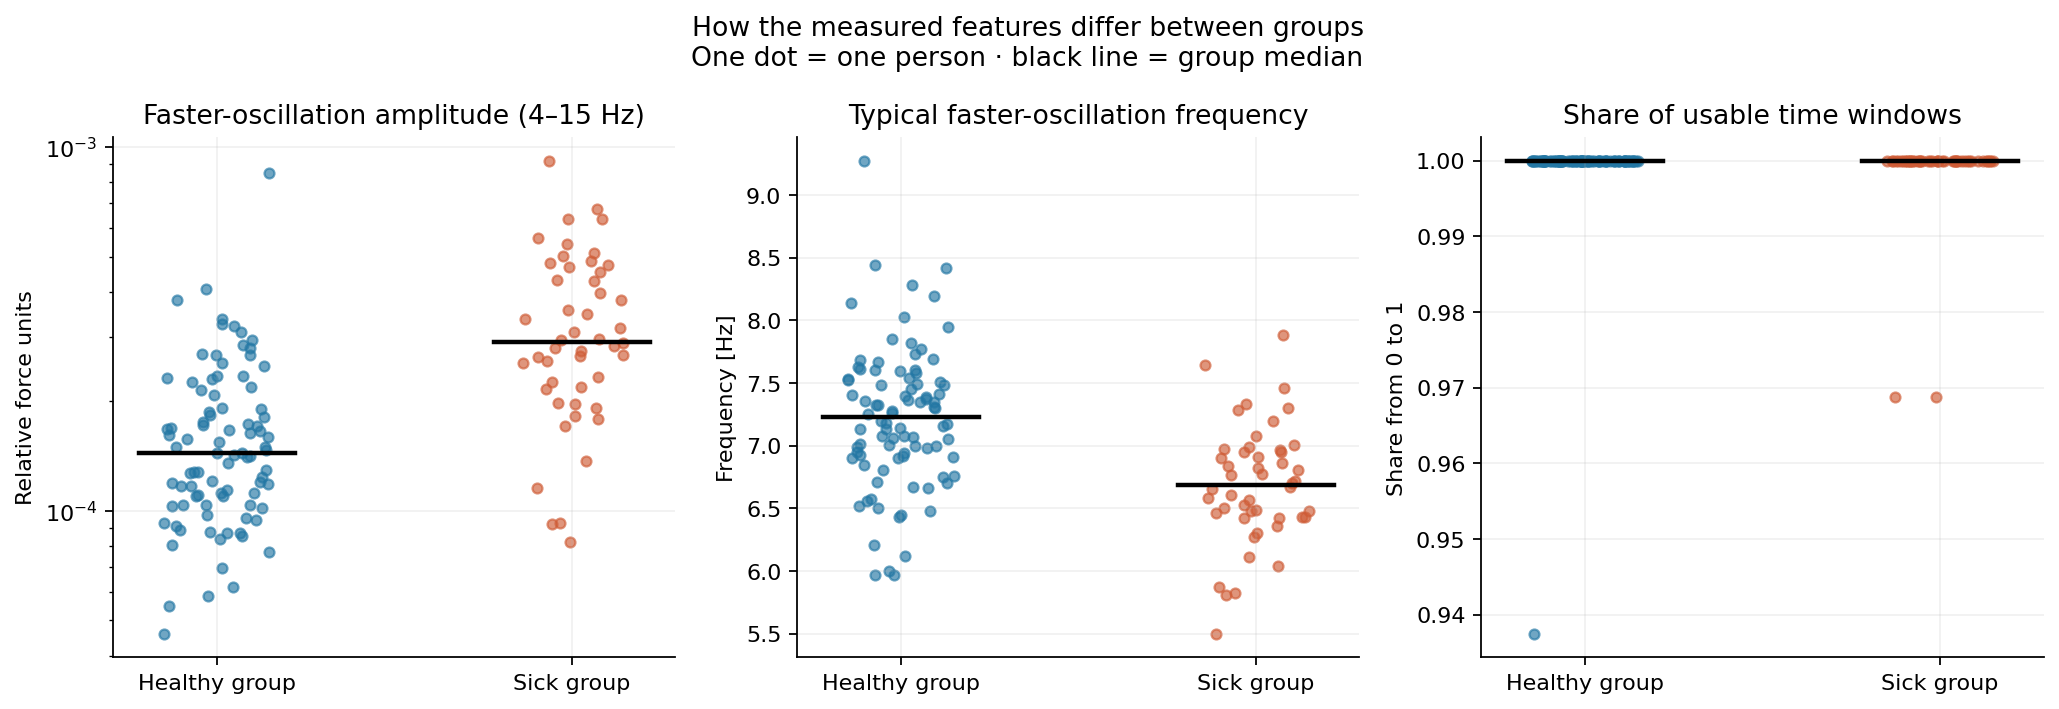 How the measured features differ between groups
One dot = one person · black line = group median
Faster-oscillation amplitude (4–15 Hz)
Relative force units
10⁻³
10⁻⁴
Healthy group
Sick group
Typical faster-oscillation frequency
Frequency [Hz]
9.0
8.5
8.0
7.5
7.0
6.5
6.0
5.5
Healthy group
Sick group
Share of usable time windows
Share from 0 to 1
1.00
0.99
0.98
0.97
0.96
0.95
0.94
Healthy group
Sick group